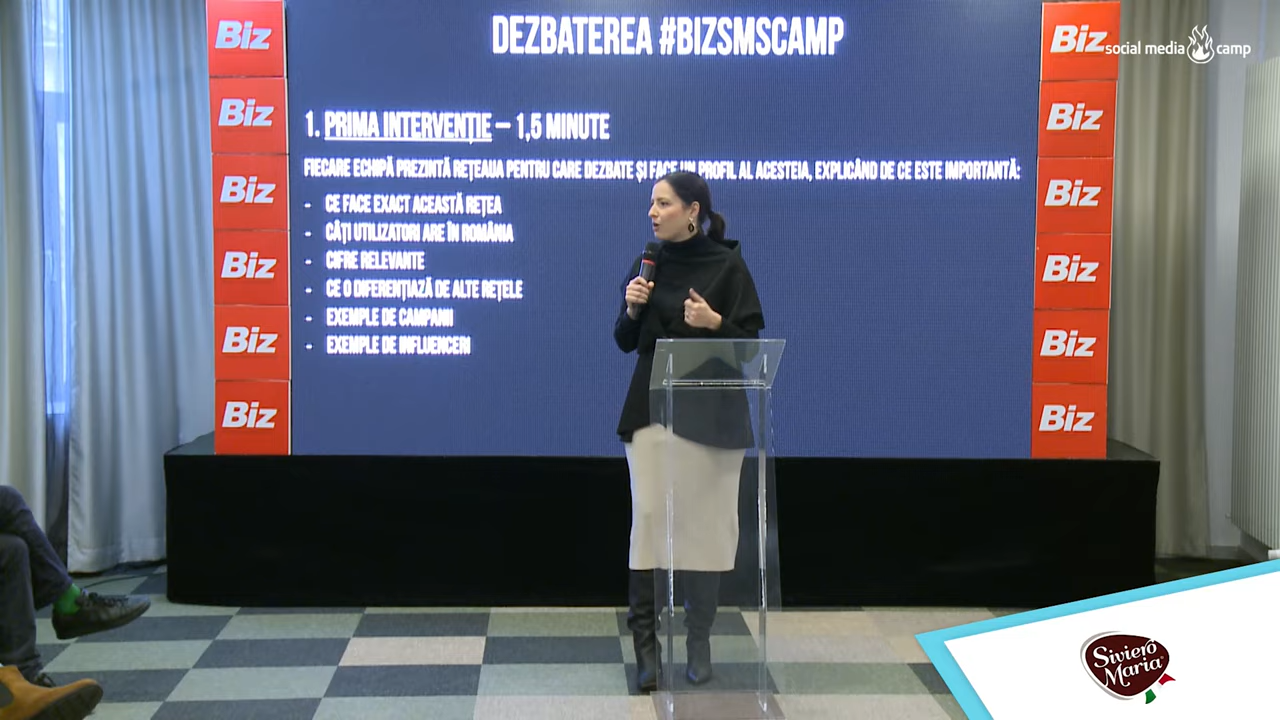 DEZBATEREA #BIZSMSCAMP
1. PRIMA INTERVENȚIE – 1,5 MINUTE
FIECARE ECHIPĂ PREZINTĂ REȚEAUA PENTRU CARE DEZBATE ȘI FACE UN PROFIL AL ACESTEIA, EXPLICÂND DE CE ESTE IMPORTANTĂ:
- CE FACE EXACT ACEASTĂ REȚEA
- CÂȚI UTILIZATORI ARE ÎN ROMÂNIA
- CIFRE RELEVANTE
- CE O DIFERENȚIAZĂ DE ALTE REȚELE
- EXEMPLE DE CAMPANII
- EXEMPLE DE INFLUENCERI
Biz
Biz
Biz
Biz
Biz
Biz
Biz
Biz
Biz
Biz
Biz
Biz
social media camp
Siviero
Maria